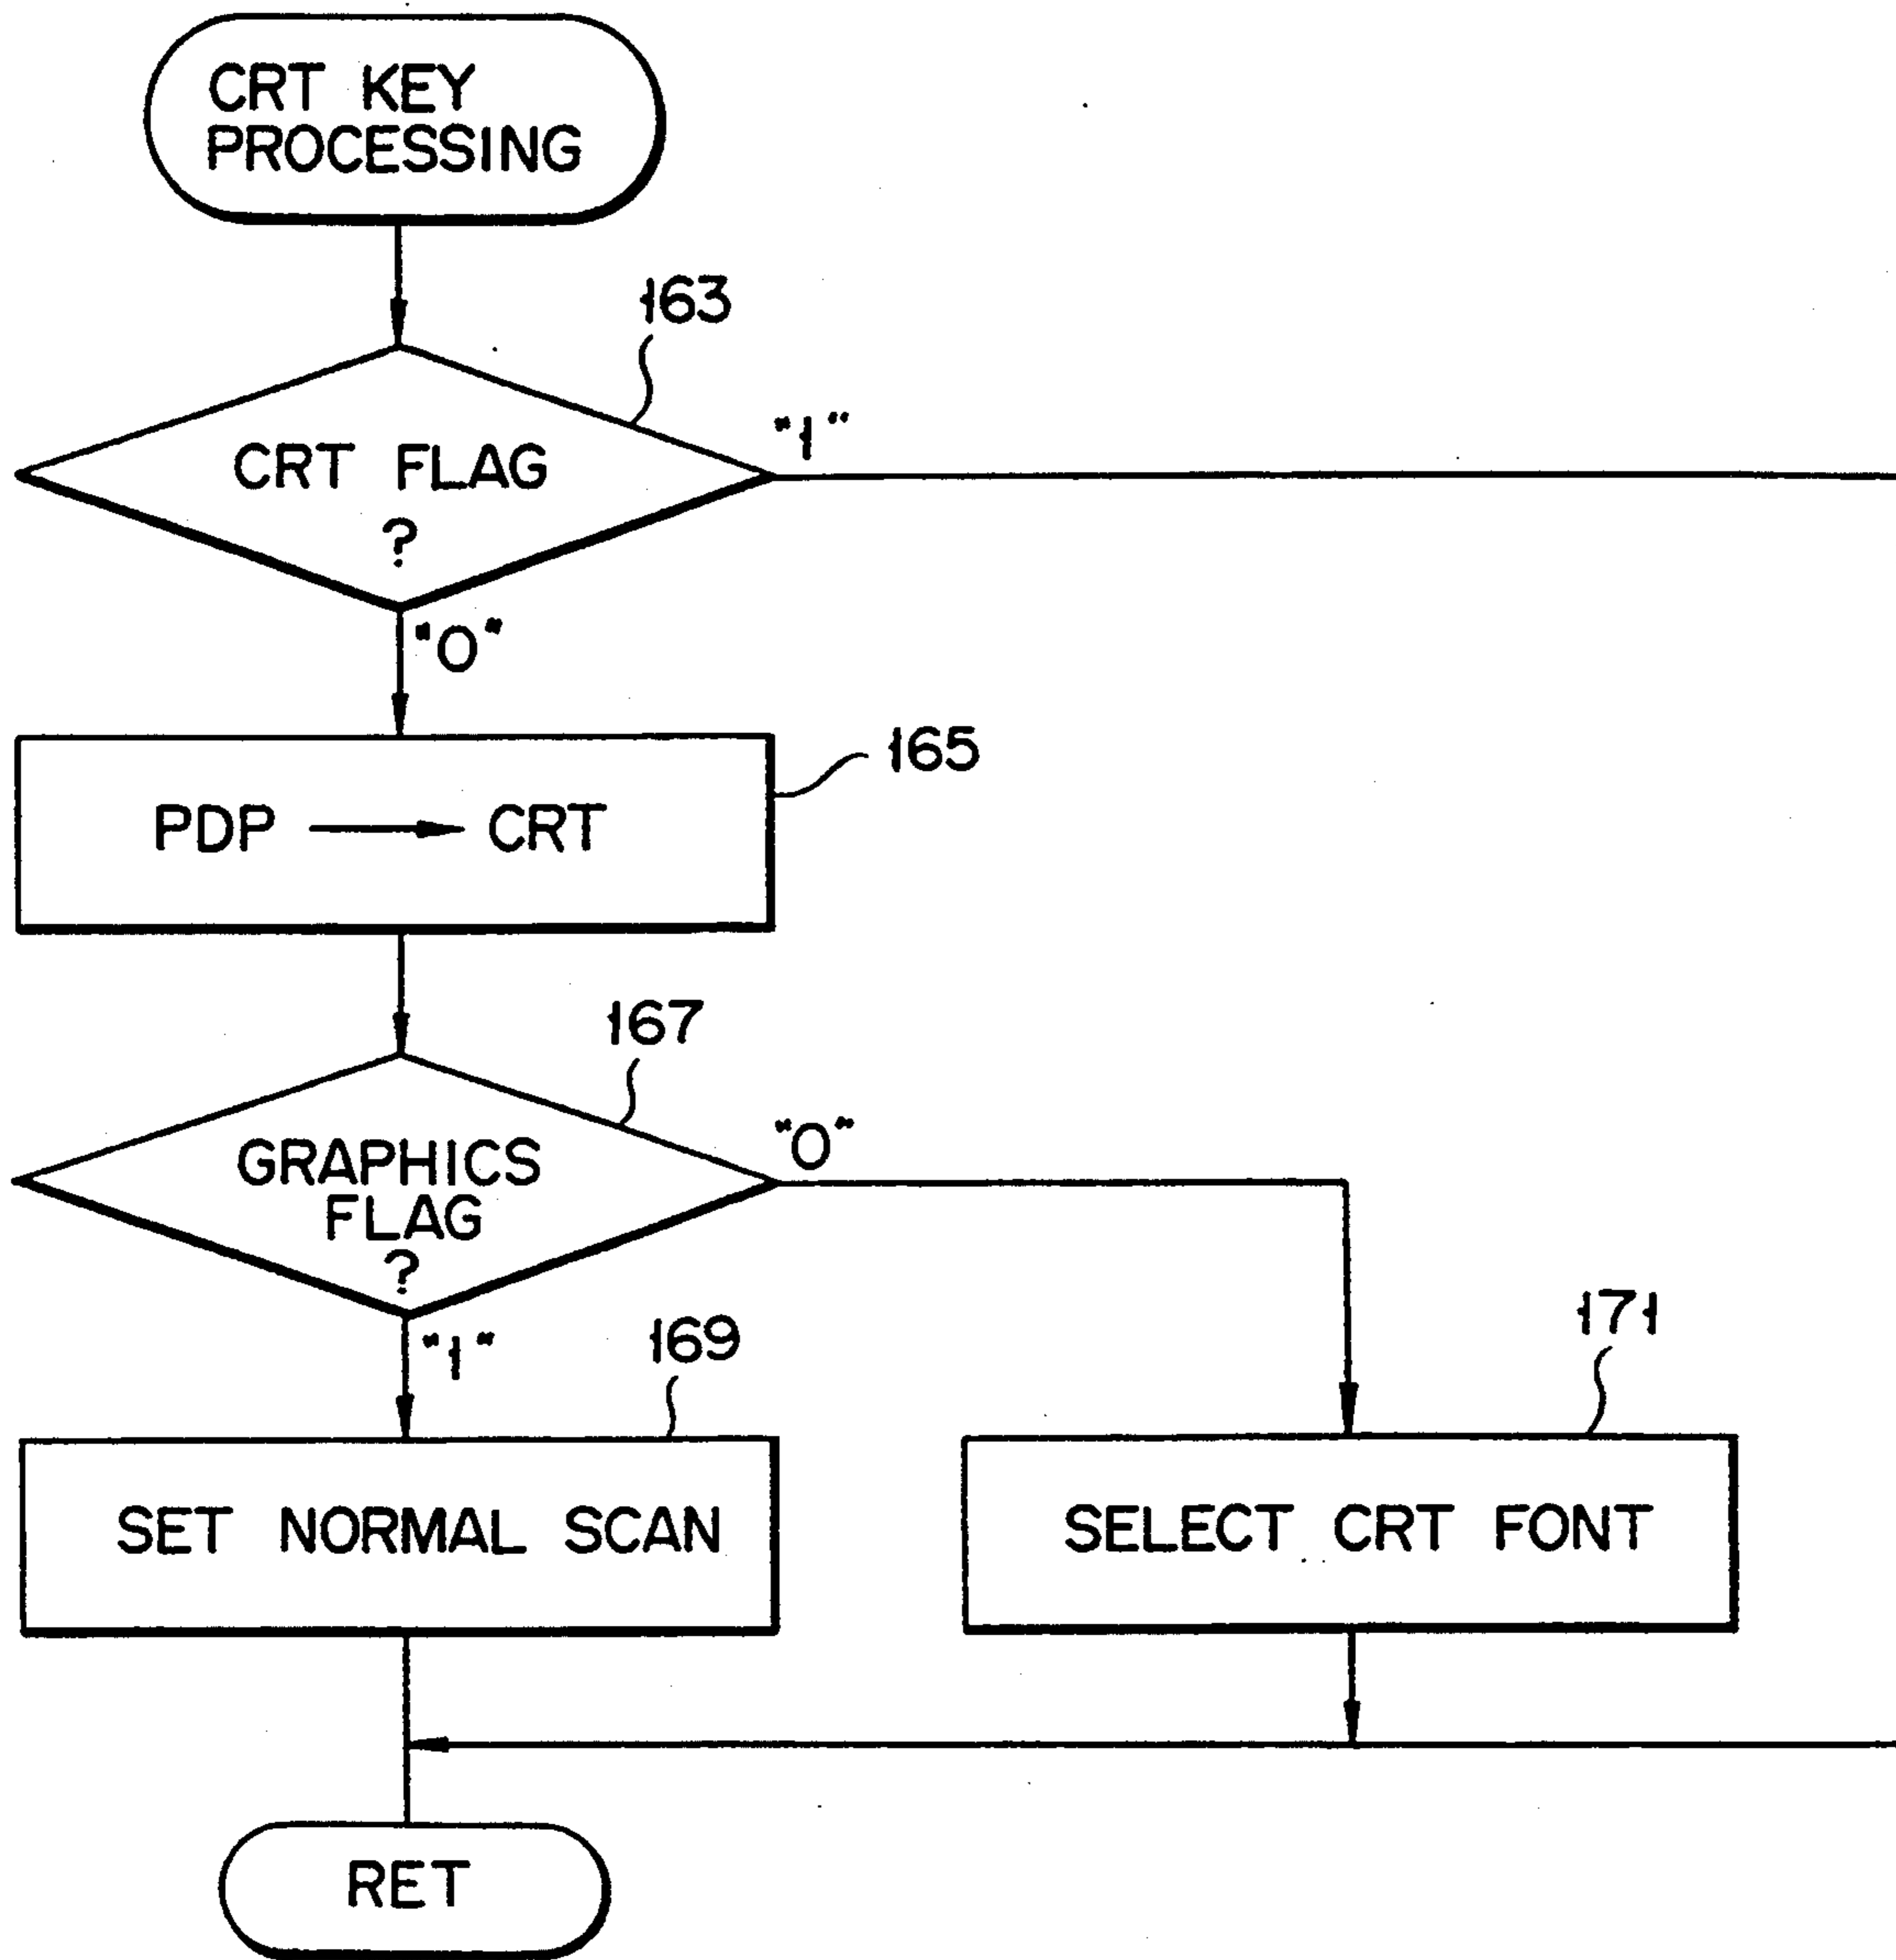 CRT KEY
PROCESSING
163
"1"
CRT FLAG
?
"0"
165
PDP → CRT
167
"0"
GRAPHICS
FLAG
?
"1"
169
171
SET NORMAL SCAN
SELECT CRT FONT
RET